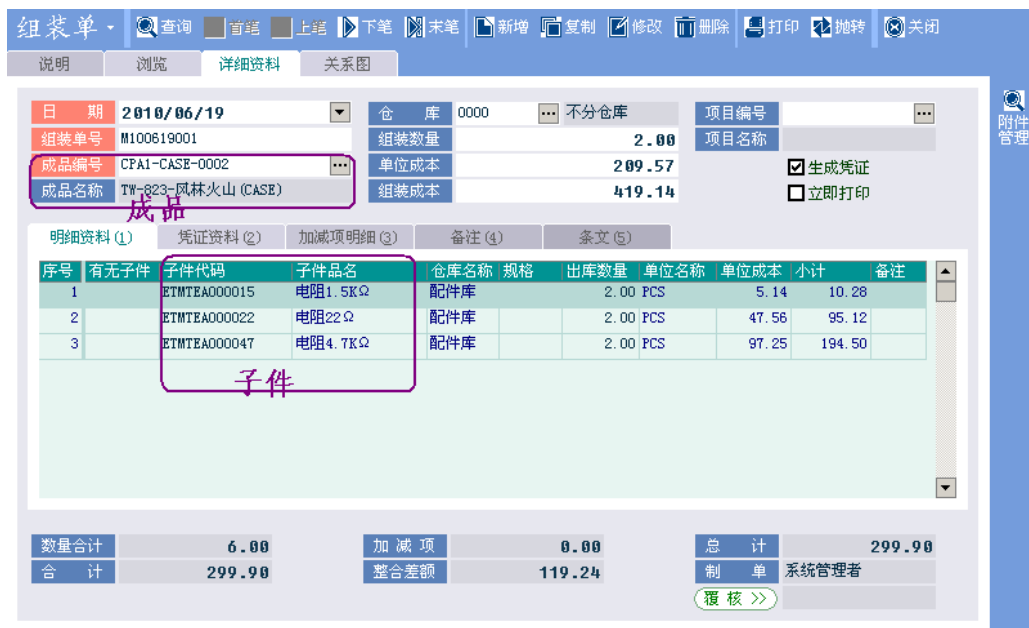 组装单 查询 首笔 上笔 下笔 末笔 新增 复制 修改 删除 打印 抛转 关闭
说明 浏览 详细资料 关系图
附件管理
日 期 2010/06/19 仓 库 0000 ... 不分仓库 项目编号 ...
组装单号 M100619001 组装数量 2.00 项目名称
成品编号 CPA1-CASE-0002 ... 单位成本 209.57 生成凭证
成品名称 TW-823-风林火山(CASE) 组装成本 419.14 立即打印
成品
明细资料(1) 凭证资料(2) 加减项明细(3) 备注(4) 条文(5)
序号 有无子件 子件代码 子件品名 仓库名称 规格 出库数量 单位名称 单位成本 小计 备注
1 ETMTEA000015 电阻1.5KΩ 配件库 2.00 PCS 5.14 10.28
2 ETMTEA000022 电阻22Ω 配件库 2.00 PCS 47.56 95.12
3 ETMTEA000047 电阻4.7KΩ 配件库 2.00 PCS 97.25 194.50
子件
数量合计 6.00 加 减 项 0.00 总 计 299.90
合 计 299.90 整合差额 119.24 制 单 系统管理者
覆 核 >>